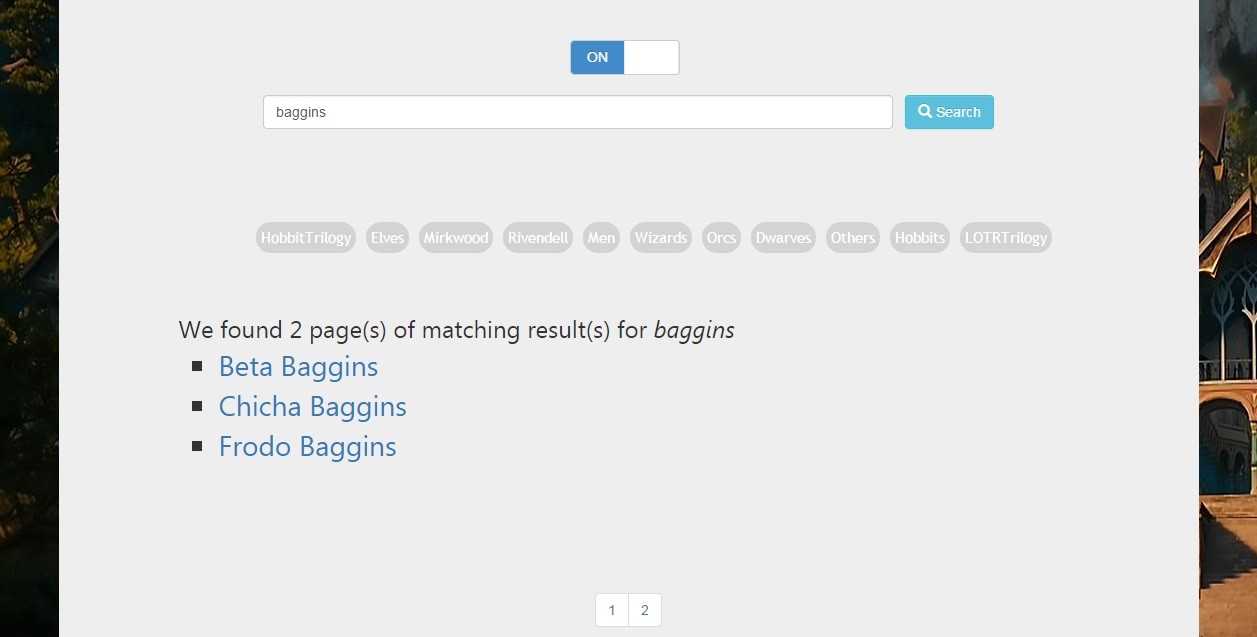 ON
baggins
Search
HobbitTrilogy Elves Mirkwood Rivendell Men Wizards Orcs Dwarves Others Hobbits LOTRTrilogy
We found 2 page(s) of matching result(s) for baggins
Beta Baggins
Chicha Baggins
Frodo Baggins
1 2